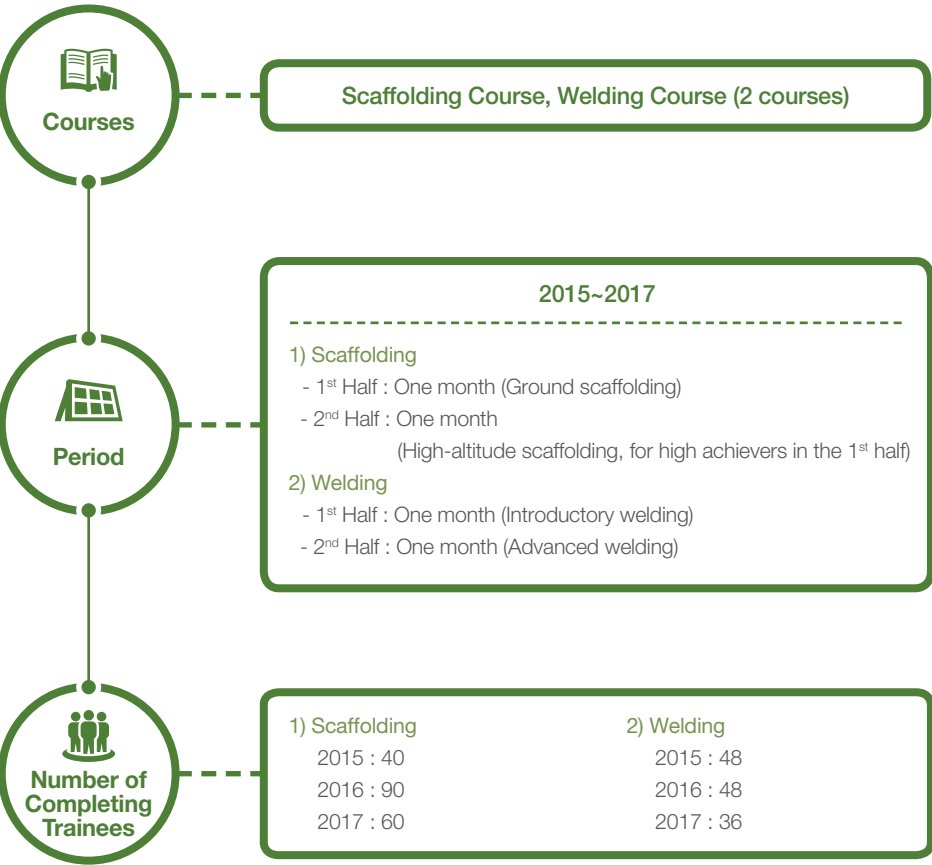 Courses
Scaffolding Course, Welding Course (2 courses)
Period
2015~2017
1) Scaffolding
- 1st Half : One month (Ground scaffolding)
- 2nd Half : One month
(High-altitude scaffolding, for high achievers in the 1st half)
2) Welding
- 1st Half : One month (Introductory welding)
- 2nd Half : One month (Advanced welding)
Number of
Completing
Trainees
1) Scaffolding
2015 : 40
2016 : 90
2017 : 60
2) Welding
2015 : 48
2016 : 48
2017 : 36